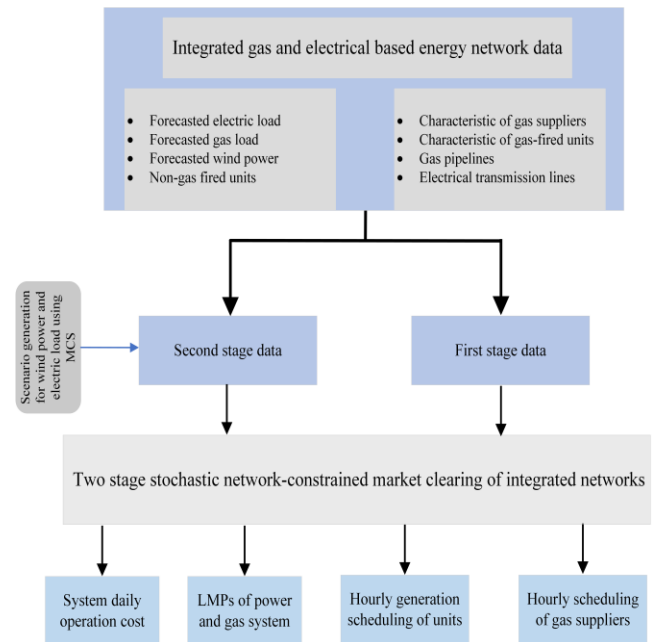 Integrated gas and electrical based energy network data
• Forecasted electric load
• Forecasted gas load
• Forecasted wind power
• Non-gas fired units
• Characteristic of gas suppliers
• Characteristic of gas-fired units
• Gas pipelines
• Electrical transmission lines
Scenario generation
for wind power and
electric load using
MCS
Second stage data
First stage data
Two stage stochastic network-constrained market clearing of integrated networks
System daily
operation cost
LMPs of power
and gas system
Hourly generation
scheduling of units
Hourly scheduling
of gas suppliers